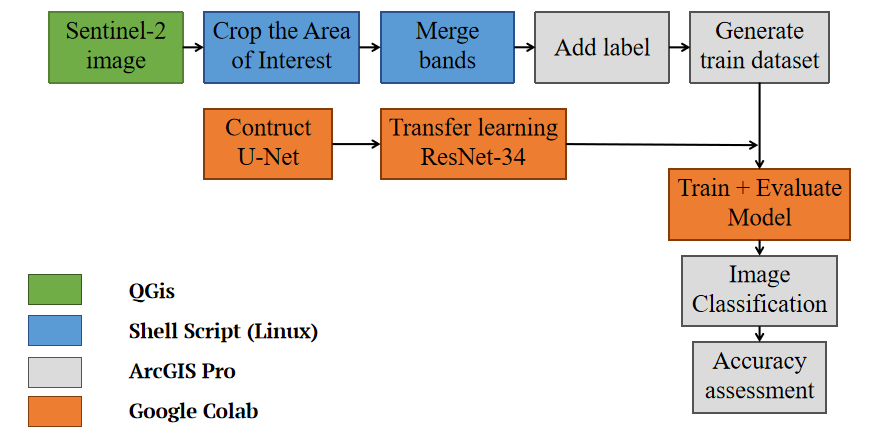 Sentinel-2
image
Crop the Area
of Interest
Merge
bands
Add label
Generate
train dataset
Contruct
U-Net
Transfer learning
ResNet-34
Train + Evaluate
Model
Image
Classification
Accuracy
assessment
QGis
Shell Script (Linux)
ArcGIS Pro
Google Colab